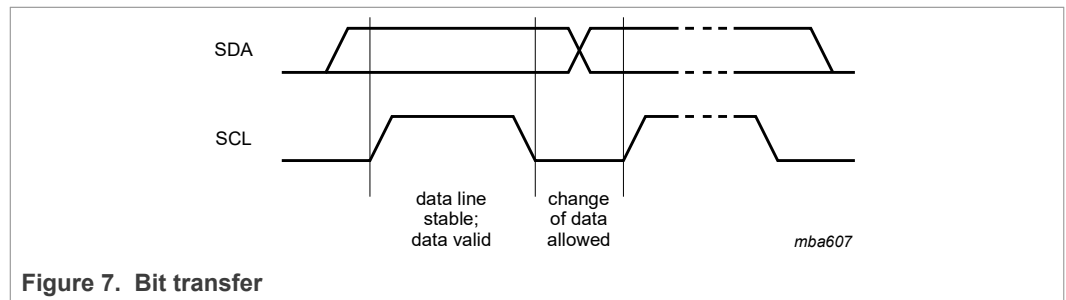 SDA
SCL
data line
stable;
data valid
change
of data
allowed
mba607
Figure 7. Bit transfer